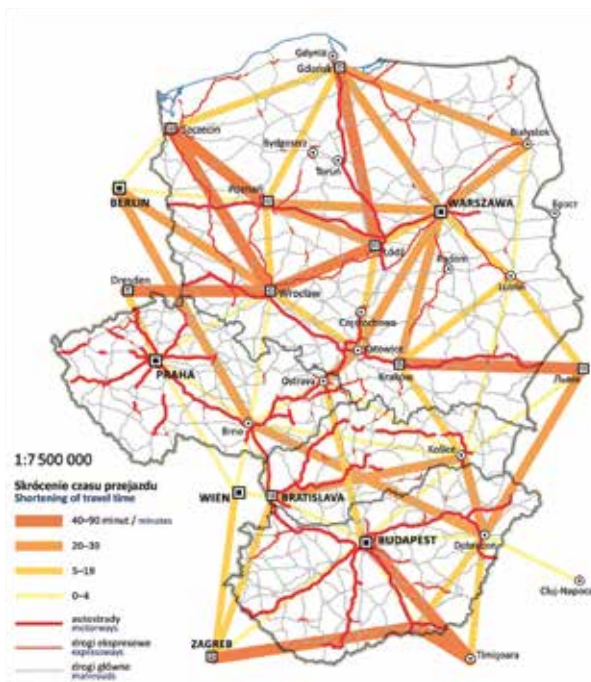 Gdynia
Gdańsk
Szczecin
Białystok
Bydgoszcz
Toruń
Poznań
BERLIN
WARSZAWA
Брэст
Łódź
Radom
Lublin
Dresden
Wrocław
Częstochowa
Katowice
PRAHA
Kraków
Львів
Ostrava
Brno
1:7 500 000
Košice
Skrócenie czasu przejazdu
Shortening of travel time
WIEN
BRATISLAVA
40–90 minut / minutes
BUDAPEST
Debrecen
20–39
5–19
Cluj-Napoca
0–4
autostrady
motorways
ZAGREB
drogi ekspresowe
expressways
Timișoara
drogi główne
main roads